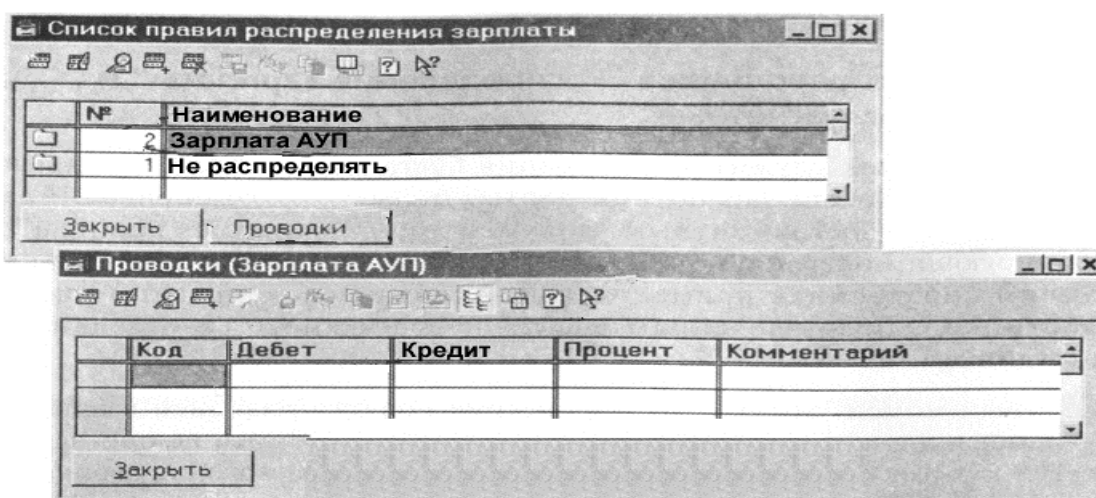 Список правил распределения зарплаты
№ Наименование
2 Зарплата АУП
1 Не распределять
Закрыть Проводки
Проводки (Зарплата АУП)
Код Дебет Кредит Процент Комментарий
Закрыть